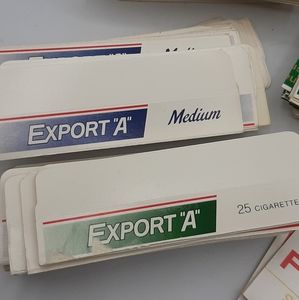 EXPORT "A" Medium
EXPORT "A" 25 CIGARETTE